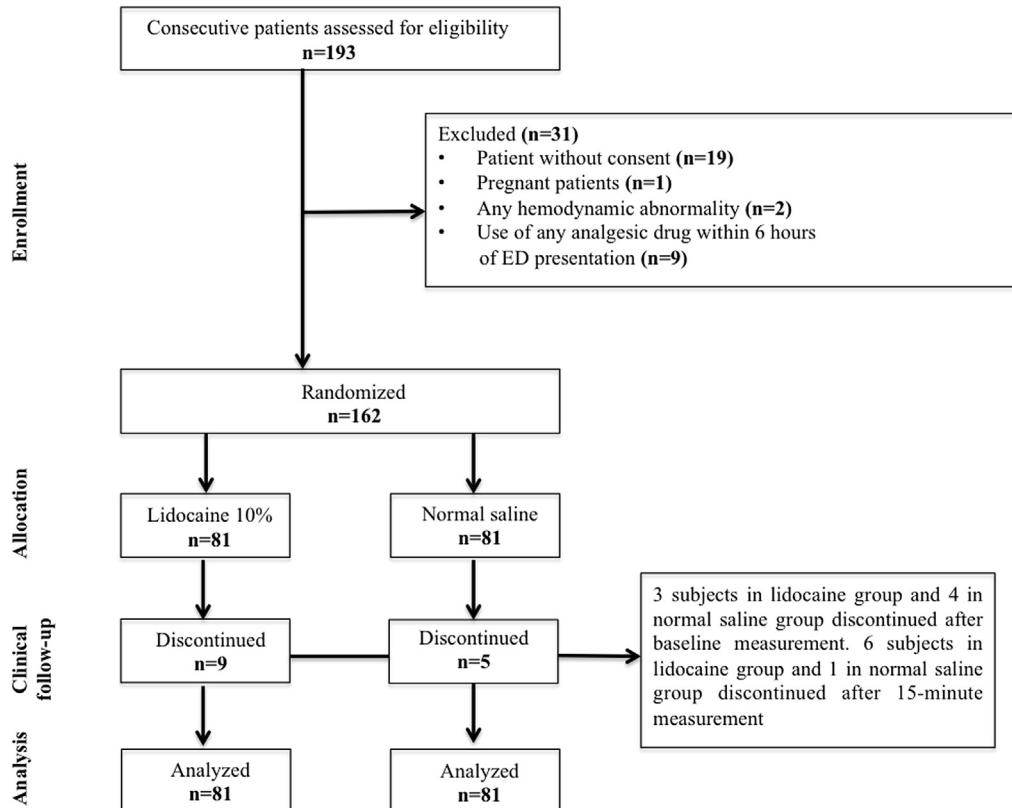 Consecutive patients assessed for eligibility
n=193
Enrollment
Excluded (n=31)
• Patient without consent (n=19)
• Pregnant patients (n=1)
• Any hemodynamic abnormality (n=2)
• Use of any analgesic drug within 6 hours
of ED presentation (n=9)
Randomized
n=162
Allocation
Lidocaine 10%
n=81
Normal saline
n=81
Clinical
follow-up
Discontinued
n=9
Discontinued
n=5
3 subjects in lidocaine group and 4 in
normal saline group discontinued after
baseline measurement. 6 subjects in
lidocaine group and 1 in normal saline
group discontinued after 15-minute
measurement
Analysis
Analyzed
n=81
Analyzed
n=81